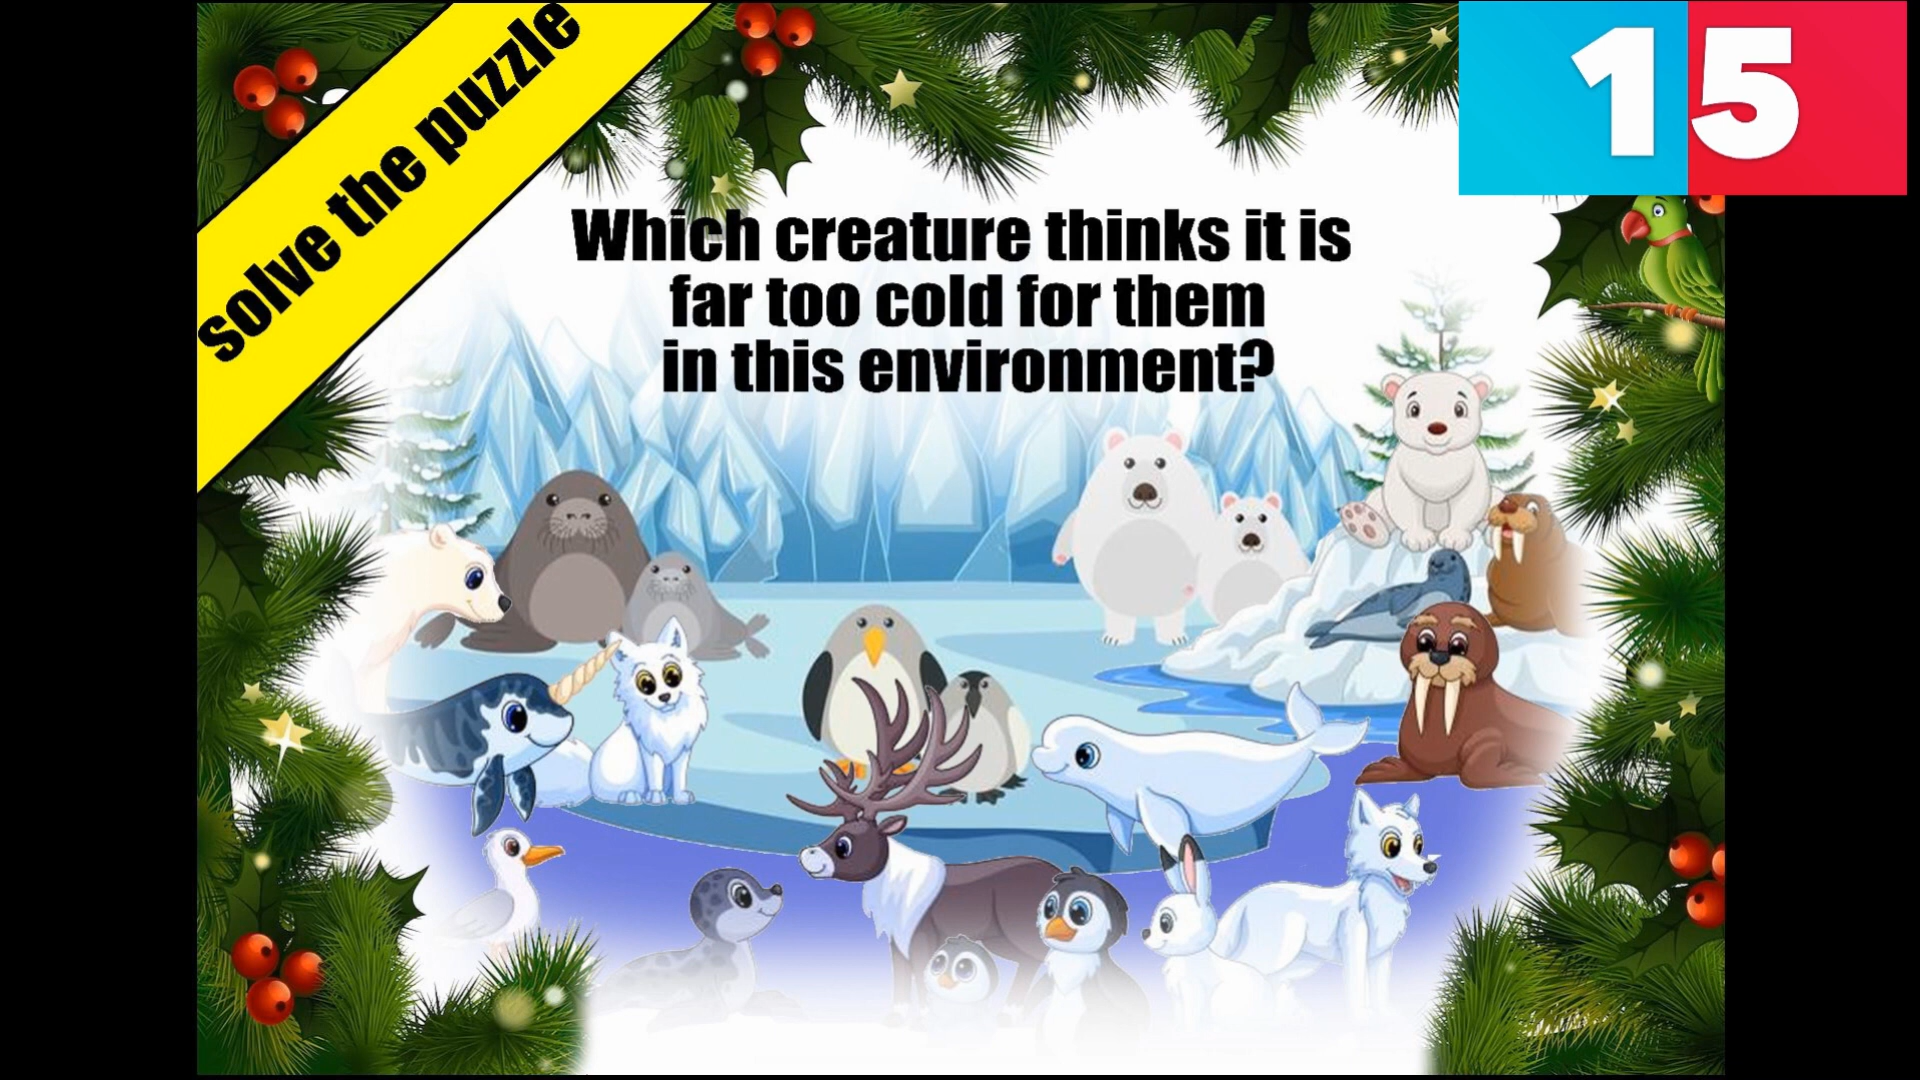 solve the puzzle
15
Which creature thinks it is
far too cold for them
in this environment?